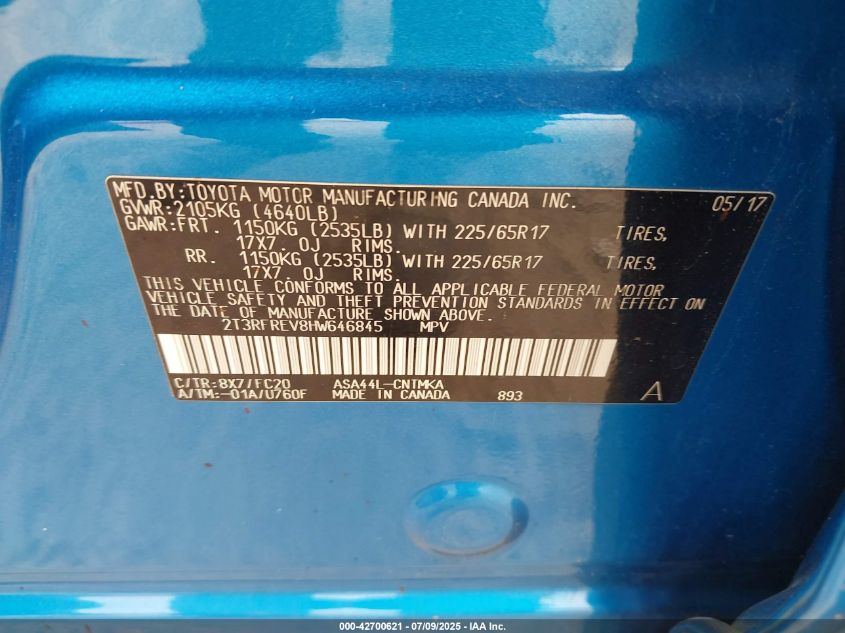 MFD.BY:TOYOTA MOTOR MANUFACTURING CANADA INC. 05/17
GVWR:2105KG (4640LB)
GAWR:FRT. 1150KG (2535LB) WITH 225/65R17 TIRES,
17X7.0J RIMS.
RR. 1150KG (2535LB) WITH 225/65R17 TIRES,
17X7.0J RIMS.
THIS VEHICLE CONFORMS TO ALL APPLICABLE FEDERAL MOTOR
VEHICLE SAFETY AND THEFT PREVENTION STANDARDS IN EFFECT ON
THE DATE OF MANUFACTURE SHOWN ABOVE.
2T3RFREV8HW646845 MPV
C/TR:8X7/FC20 ASA44L-CNTMKA
A/TM:-01A/U760F MADE IN CANADA 893 A
000-42700621 - 07/09/2025 - IAA Inc.